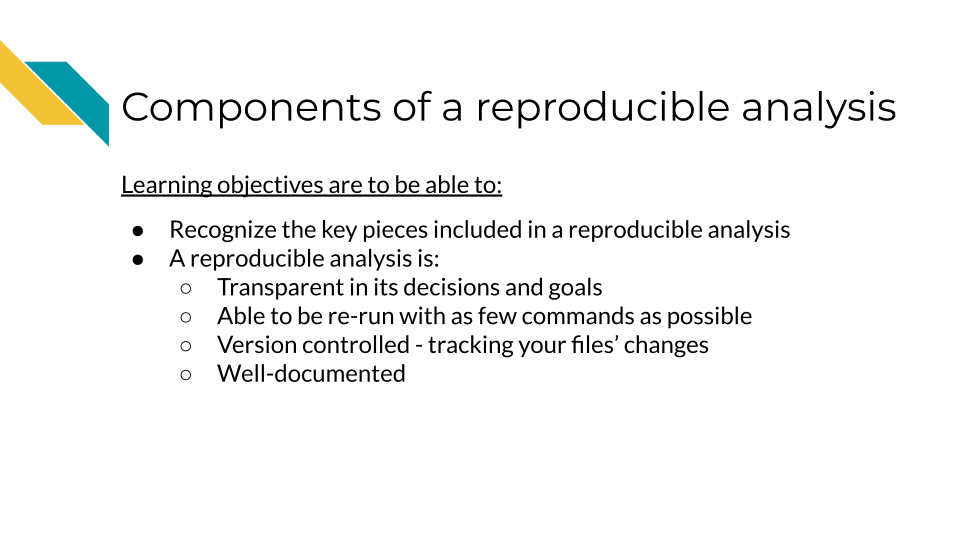 Components of a reproducible analysis
Learning objectives are to be able to:
● Recognize the key pieces included in a reproducible analysis
● A reproducible analysis is:
○ Transparent in its decisions and goals
○ Able to be re-run with as few commands as possible
○ Version controlled - tracking your files’ changes
○ Well-documented